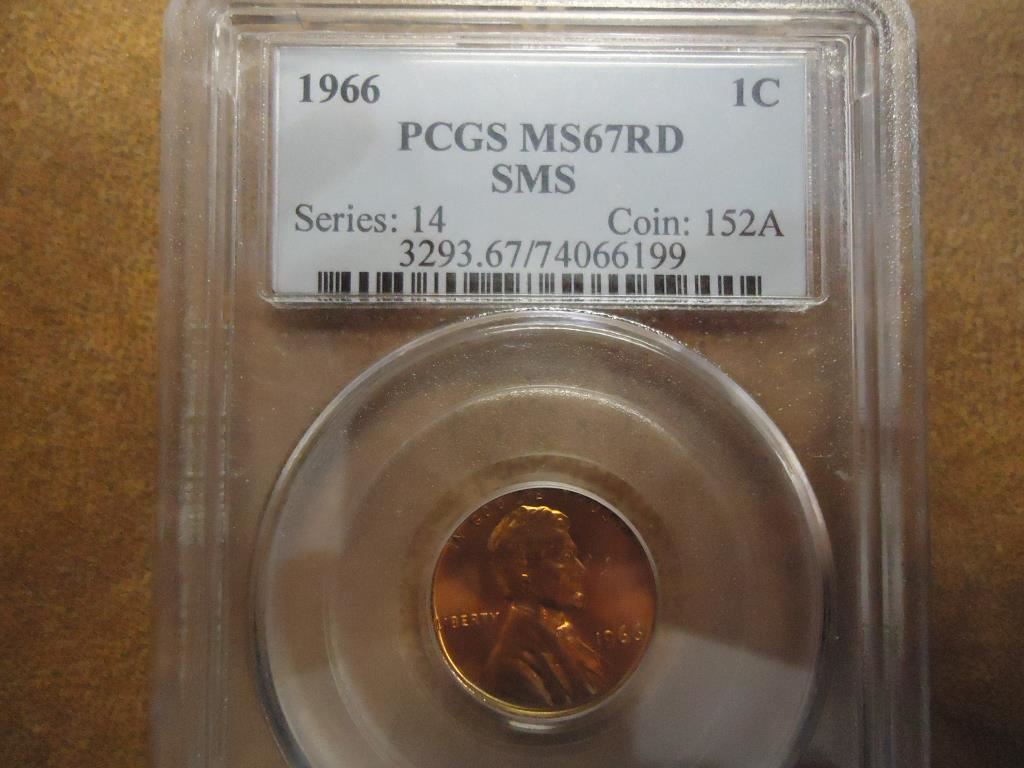 1966 1C
PCGS MS67RD
SMS
Series: 14 Coin: 152A
3293.67/74066199
LIBERTY
1966